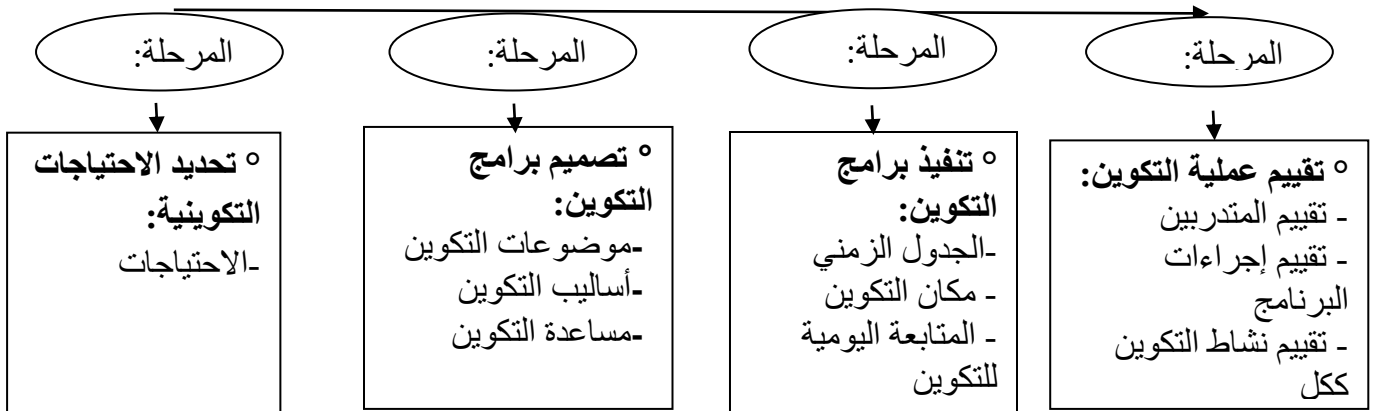 المرحلة:
المرحلة:
المرحلة:
المرحلة:
° تحديد الاحتياجات
التكوينية:
-الاحتياجات
° تصميم برامج
التكوين:
-موضوعات التكوين
-أساليب التكوين
-مساعدة التكوين
° تنفيذ برامج
التكوين:
-الجدول الزمني
- مكان التكوين
- المتابعة اليومية
للتكوين
° تقييم عملية التكوين:
- تقييم المتدربين
- تقييم إجراءات
البرنامج
- تقييم نشاط التكوين
ككل